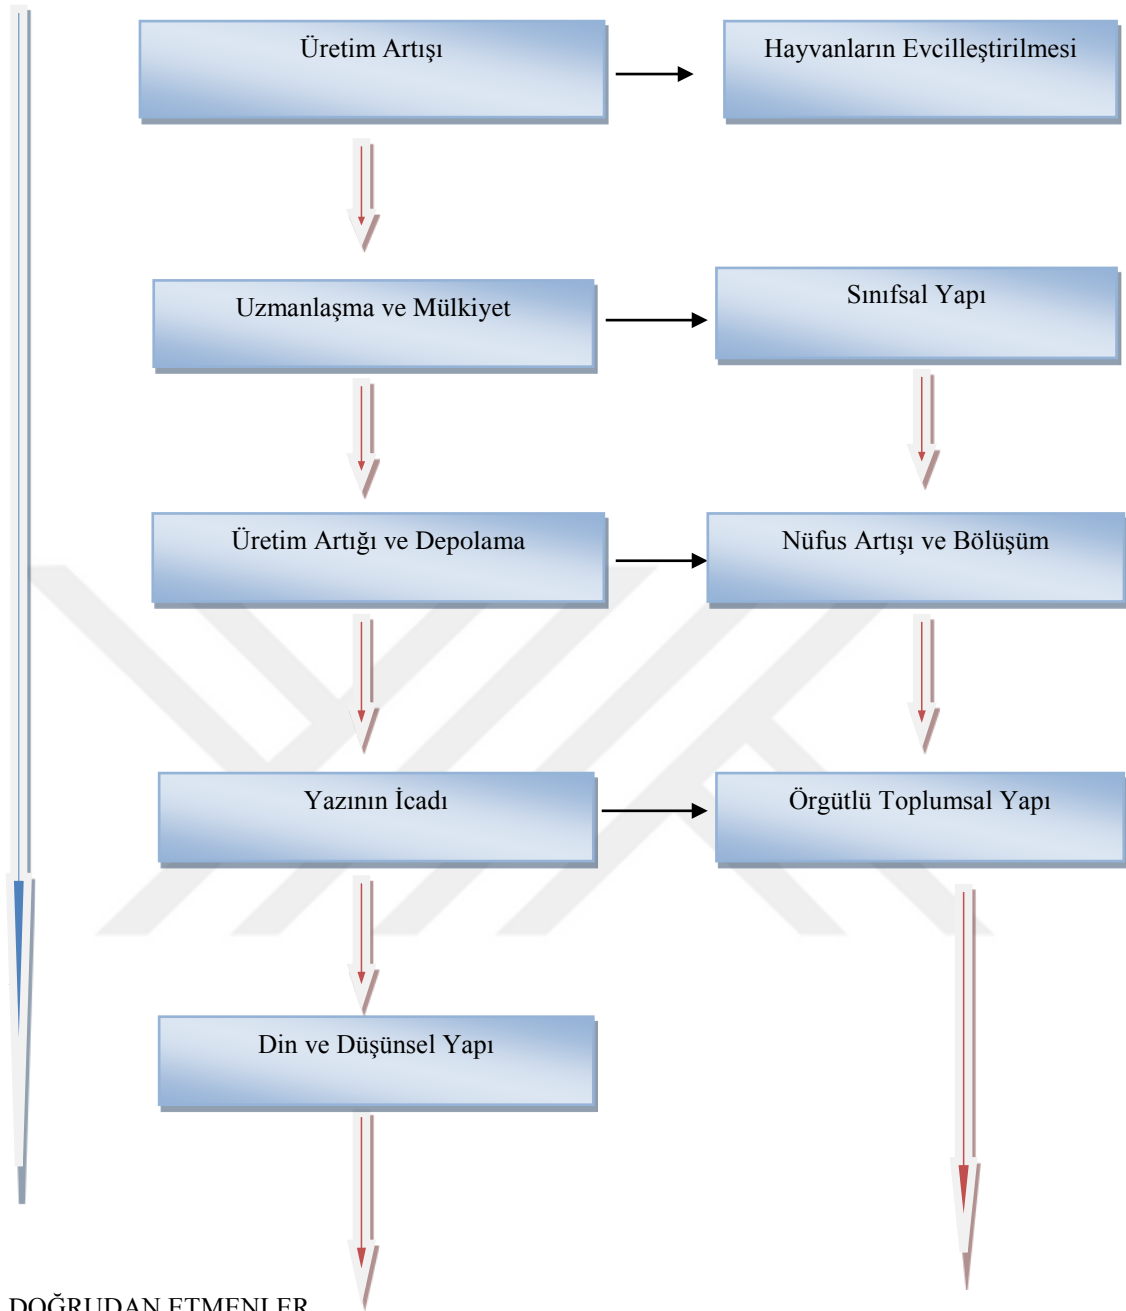 Üretim Artışı
Hayvanların Evcilleştirilmesi
Uzmanlaşma ve Mülkiyet
Sınıfsal Yapı
Üretim Artığı ve Depolama
Nüfus Artışı ve Bölüşüm
Yazının İcadı
Örgütlü Toplumsal Yapı
Din ve Düşünsel Yapı
DOĞRUDAN ETMENLER